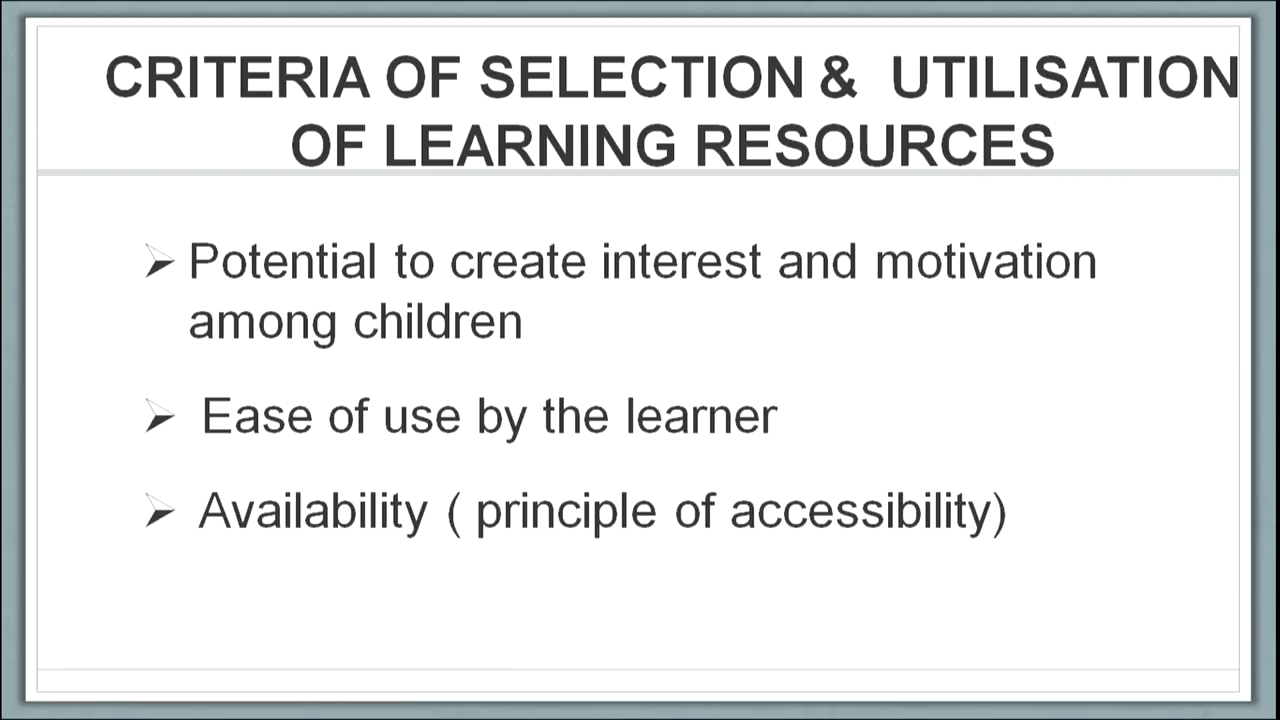 CRITERIA OF SELECTION & UTILISATION
OF LEARNING RESOURCES
Potential to create interest and motivation
among children
Ease of use by the learner
Availability ( principle of accessibility)